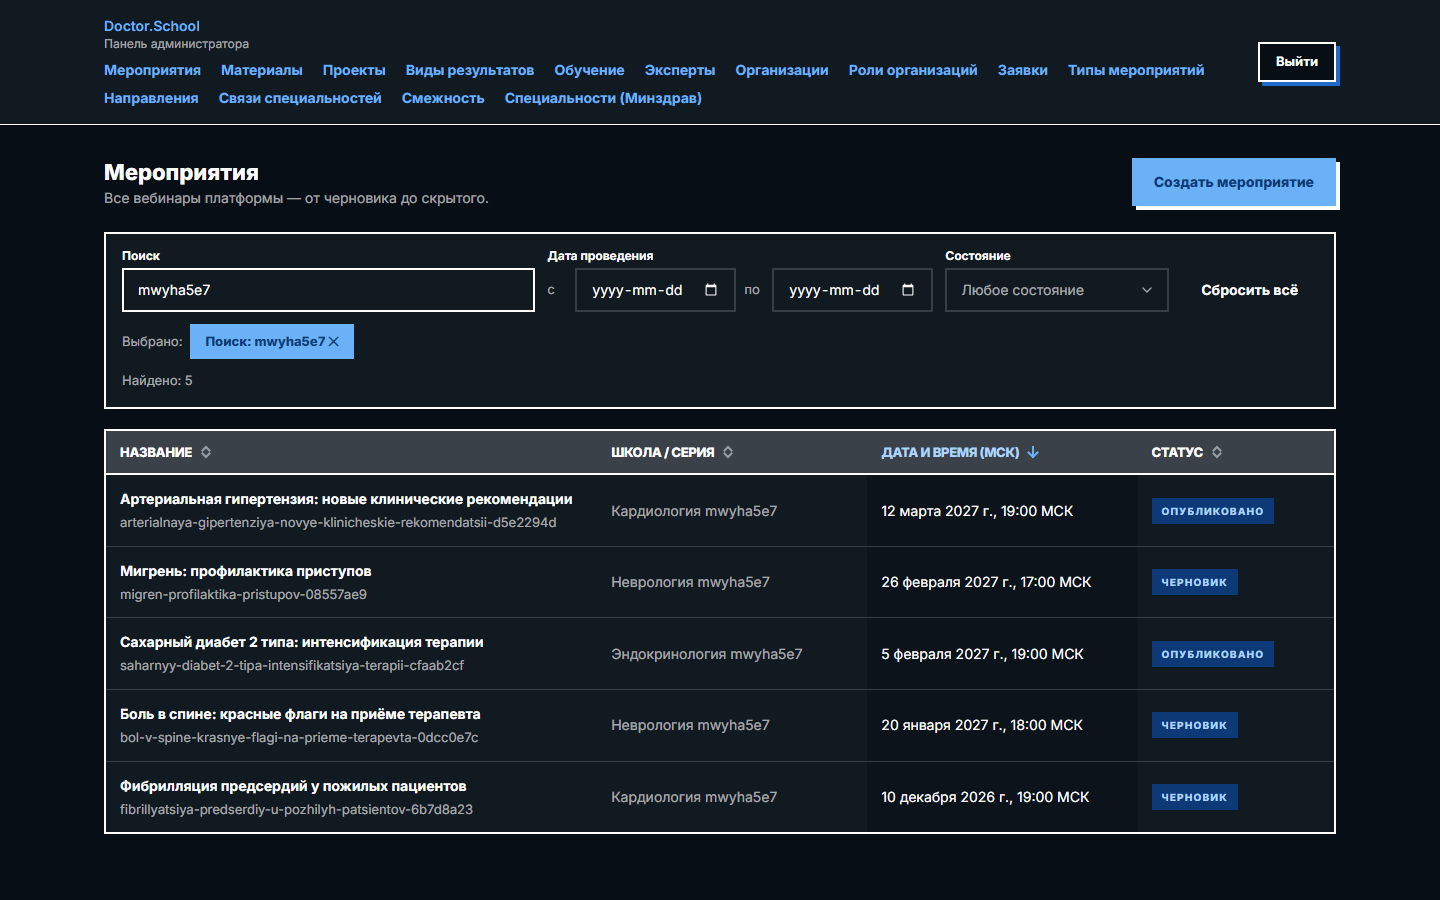 Doctor.School
Панель администратора
Мероприятия Материалы Проекты Виды результатов Обучение Эксперты Организации Роли организаций Заявки Типы мероприятий
Направления Связи специальностей Смежность Специальности (Минздрав)
Выйти
Мероприятия
Все вебинары платформы — от черновика до скрытого.
Создать мероприятие
Поиск Дата проведения Состояние
mwyha5e7 с yyyy-mm-dd по yyyy-mm-dd Любое состояние Сбросить всё
Выбрано: Поиск: mwyha5e7
Найдено: 5
НАЗВАНИЕ ШКОЛА / СЕРИЯ ДАТА И ВРЕМЯ (МСК) СТАТУС
Артериальная гипертензия: новые клинические рекомендации
arterialnaya-gipertenziya-novye-klinicheskie-rekomendatsii-d5e2294d
Кардиология mwyha5e7 12 марта 2027 г., 19:00 МСК ОПУБЛИКОВАНО
Мигрень: профилактика приступов
migren-profilaktika-pristupov-08557ae9
Неврология mwyha5e7 26 февраля 2027 г., 17:00 МСК ЧЕРНОВИК
Сахарный диабет 2 типа: интенсификация терапии
saharnyy-diabet-2-tipa-intensifikatsiya-terapii-cfaab2cf
Эндокринология mwyha5e7 5 февраля 2027 г., 19:00 МСК ОПУБЛИКОВАНО
Боль в спине: красные флаги на приёме терапевта
bol-v-spine-krasnye-flagi-na-prieme-terapevta-0dcc0e7c
Неврология mwyha5e7 20 января 2027 г., 18:00 МСК ЧЕРНОВИК
Фибрилляция предсердий у пожилых пациентов
fibrillyatsiya-predserdiy-u-pozhilyh-patsientov-6b7d8a23
Кардиология mwyha5e7 10 декабря 2026 г., 19:00 МСК ЧЕРНОВИК